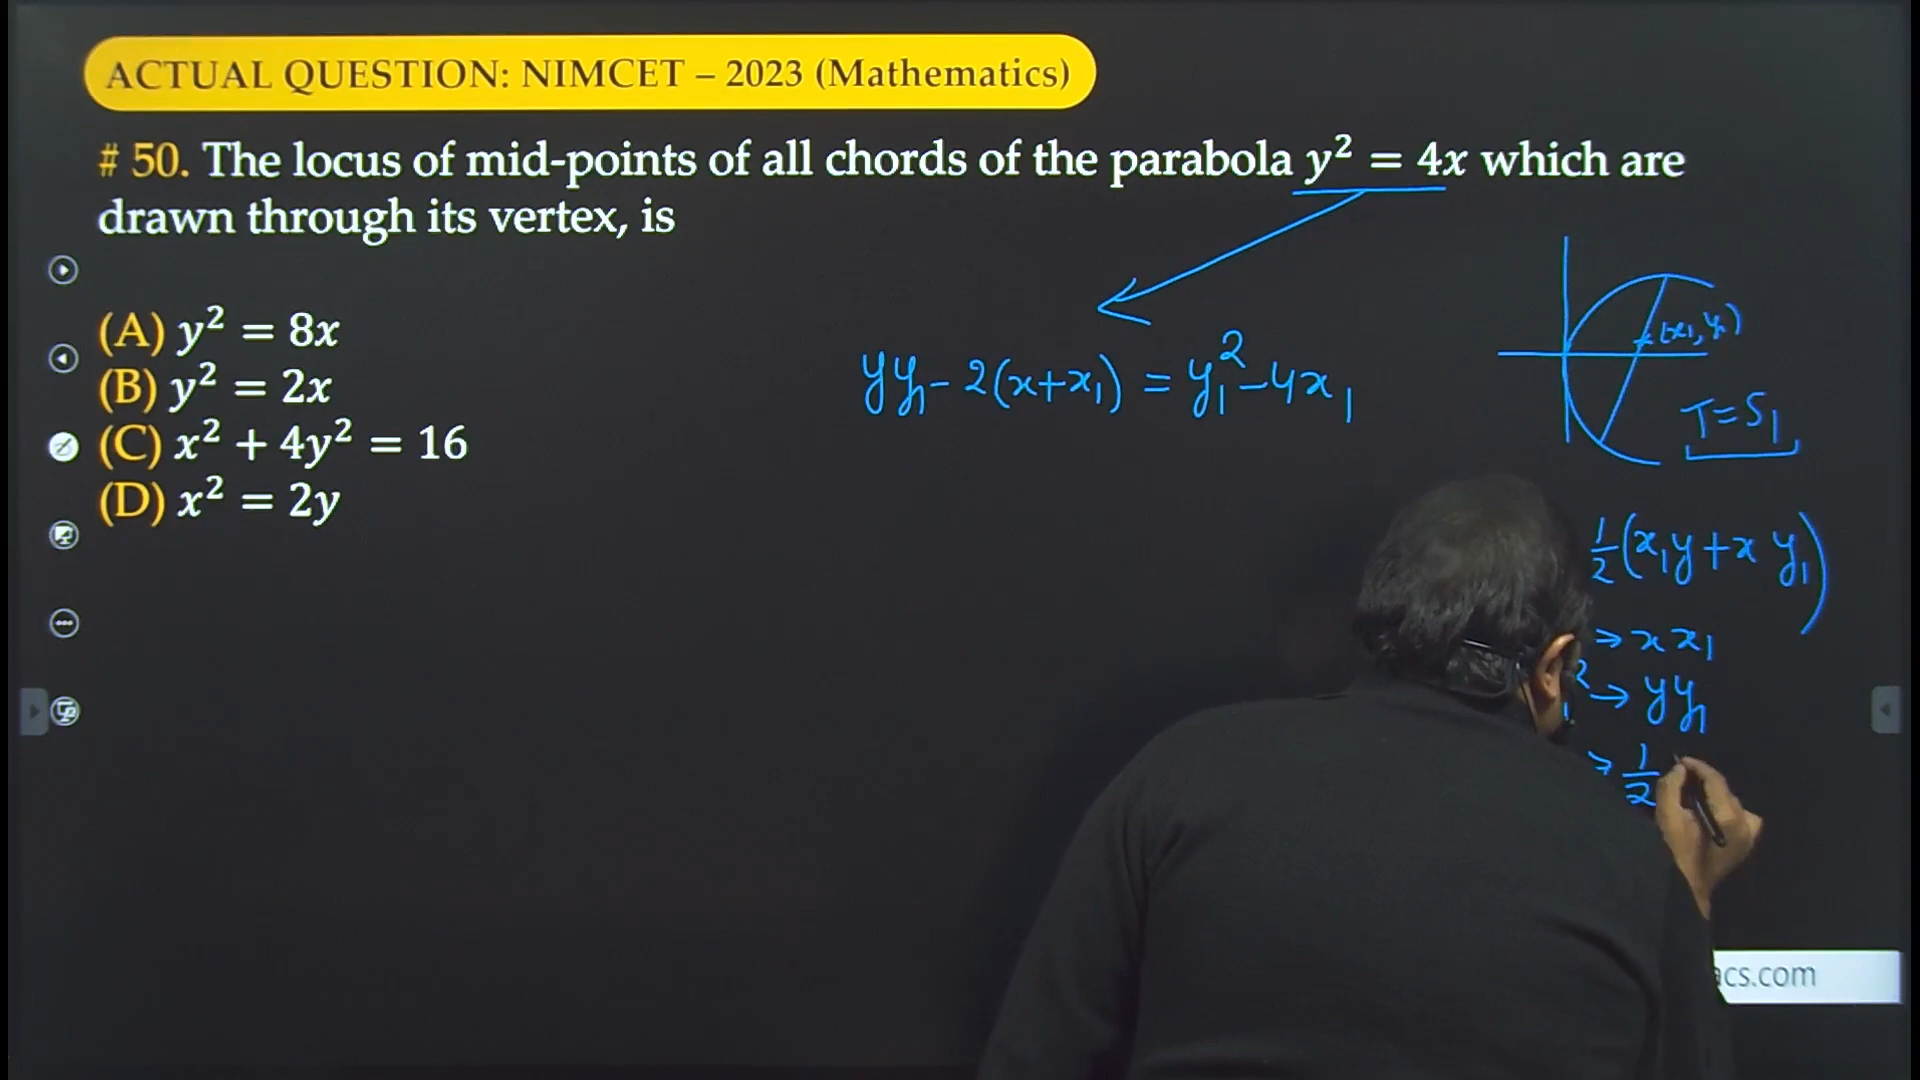 ACTUAL QUESTION: NIMCET – 2023 (Mathematics)
# 50. The locus of mid-points of all chords of the parabola y² = 4x which are
drawn through its vertex, is
(A) y² = 8x
(B) y² = 2x
(C) x² + 4y² = 16
(D) x² = 2y
yy₁ - 2(x+x₁) = y₁² - 4x₁
(x₁, y₁)
T = S₁
½(x₁y + xy₁)
→ xx₁
² → yy₁
→ ½
acs.com